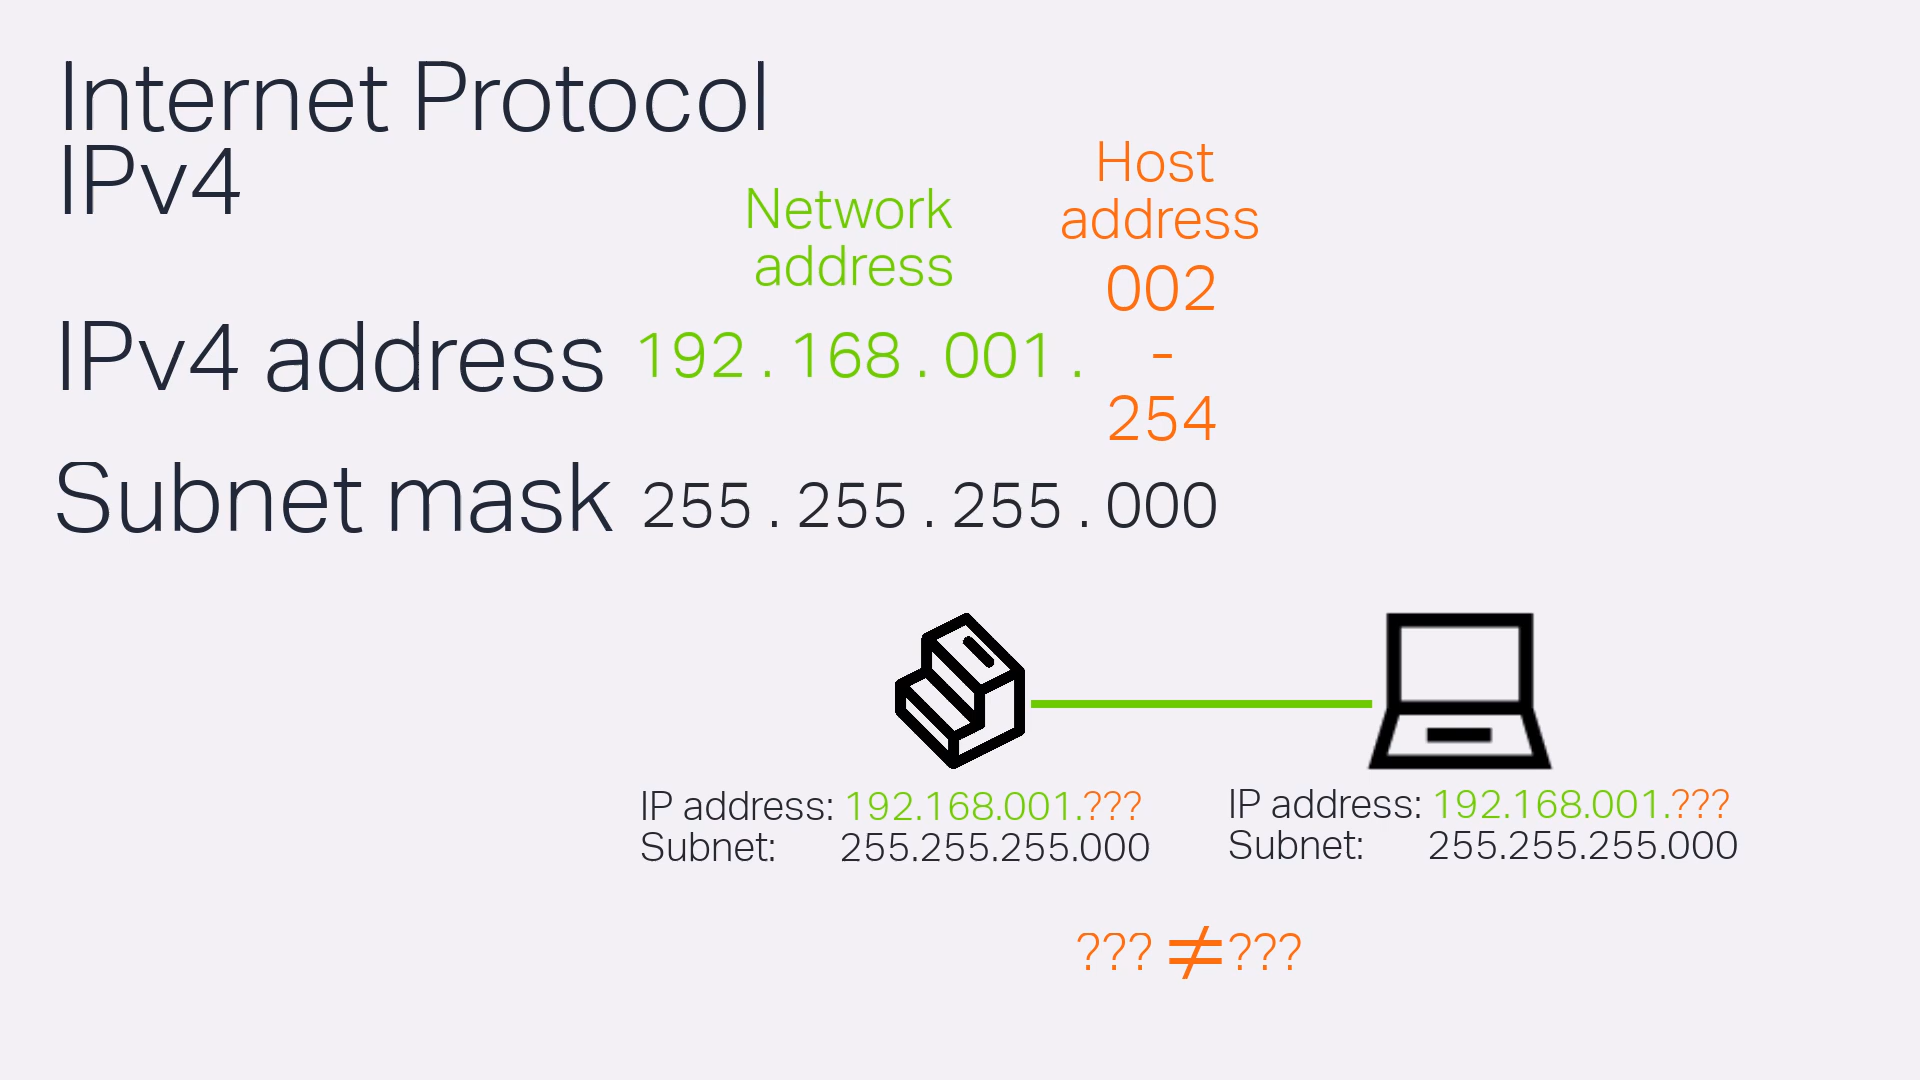 Internet Protocol
IPv4
Network
address
Host
address
002
IPv4 address 192.168.001. -
254
Subnet mask 255.255.255.000
IP address: 192.168.001.???
Subnet: 255.255.255.000
IP address: 192.168.001.???
Subnet: 255.255.255.000
??? ≠ ???